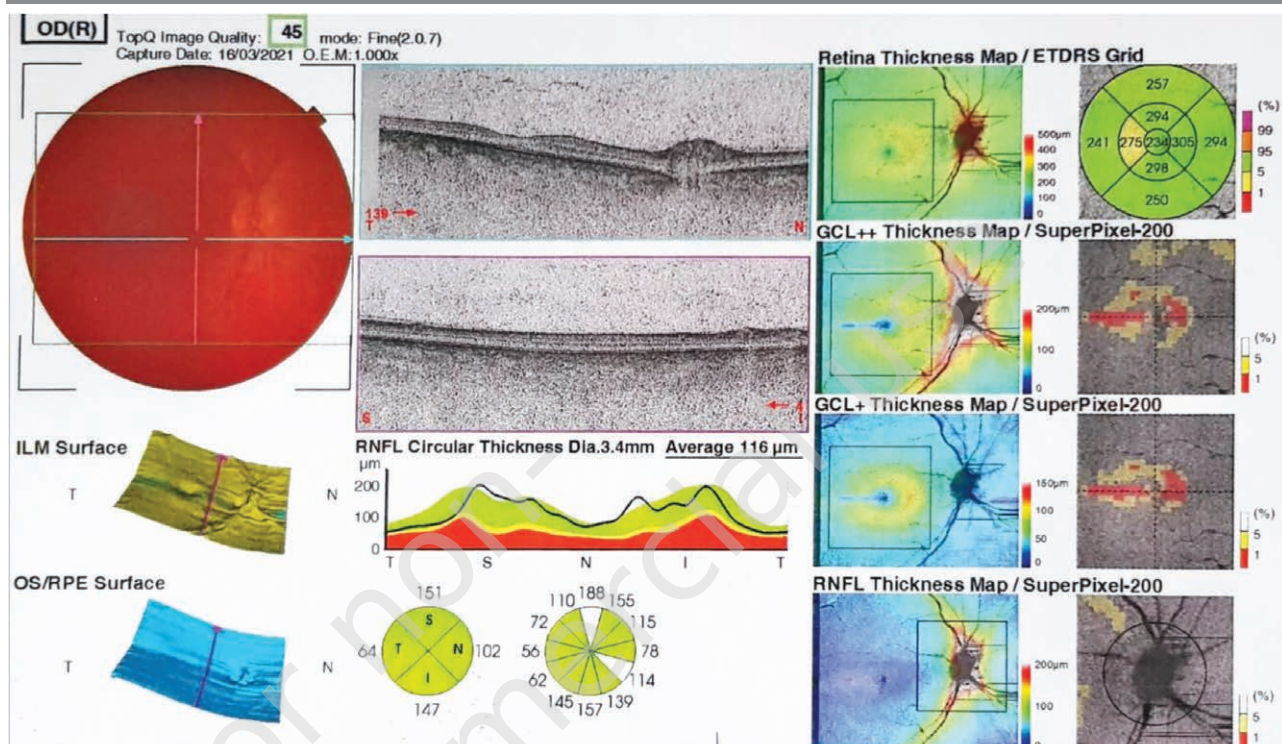 OD(R) TopQ Image Quality: 45 mode: Fine(2.0.7)
Capture Date: 16/03/2021 O.E.M:1.000x
139
T N
S I
ILM Surface
T N
OS/RPE Surface
T N
RNFL Circular Thickness Dia.3.4mm Average 116 µm
µm
200
100
0
T S N I T
151
64 T S N I 102
147
188
155
115
78
114
139
157
145
62
56
72
110
Retina Thickness Map / ETDRS Grid
500µm
400
300
200
100
0
257
294
241 275 234 305 294
298
250
(%)
99
95
5
1
GCL++ Thickness Map / SuperPixel-200
200µm
100
0
(%)
5
1
GCL+ Thickness Map / SuperPixel-200
150µm
100
50
0
(%)
5
1
RNFL Thickness Map / SuperPixel-200
200µm
100
(%)
5
1